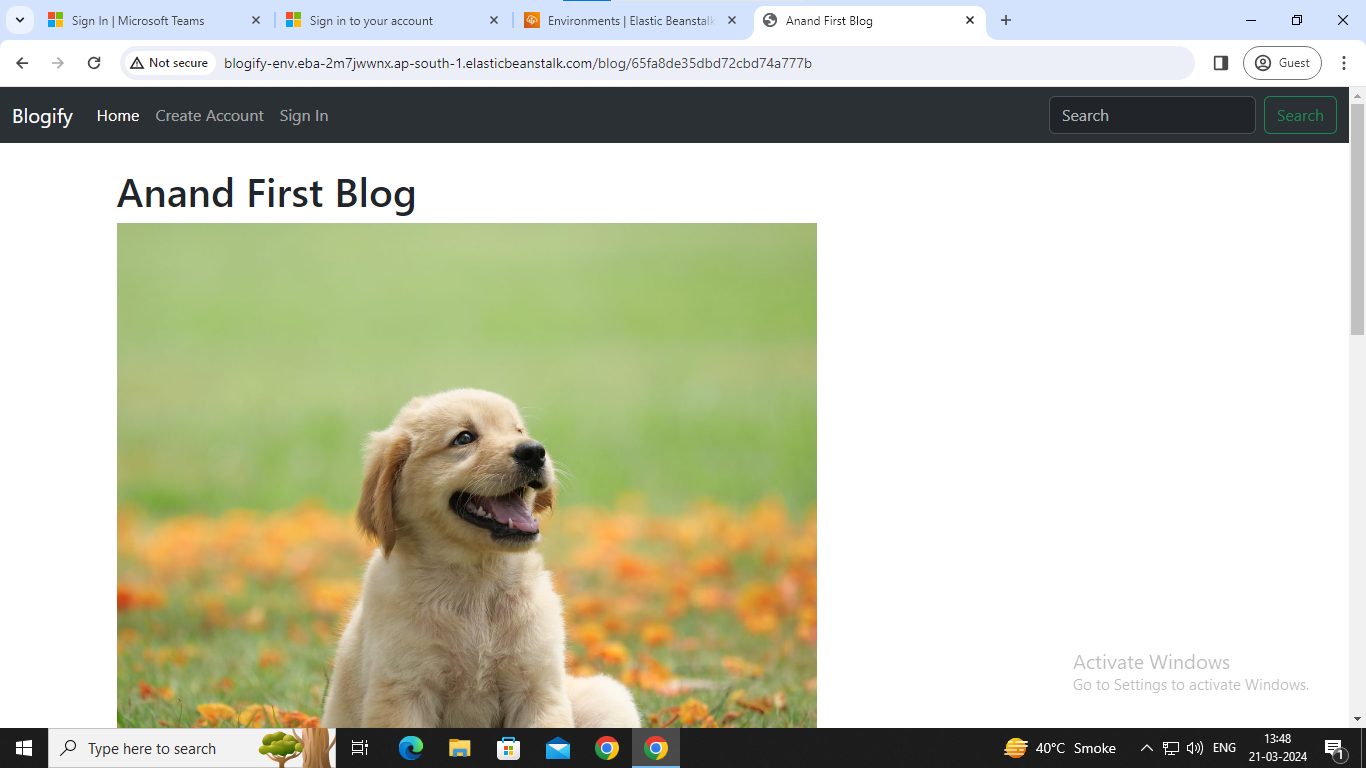 Sign In | Microsoft Teams
Sign in to your account
Environments | Elastic Beanstalk
Anand First Blog
Not secure
blogify-env.eba-2m7jwwnx.ap-south-1.elasticbeanstalk.com/blog/65fa8de35dbd72cbd74a777b
Guest
Blogify Home Create Account Sign In
Search
Search
Anand First Blog
Activate Windows
Go to Settings to activate Windows.
Type here to search
40°C Smoke
ENG
13:48
21-03-2024
1